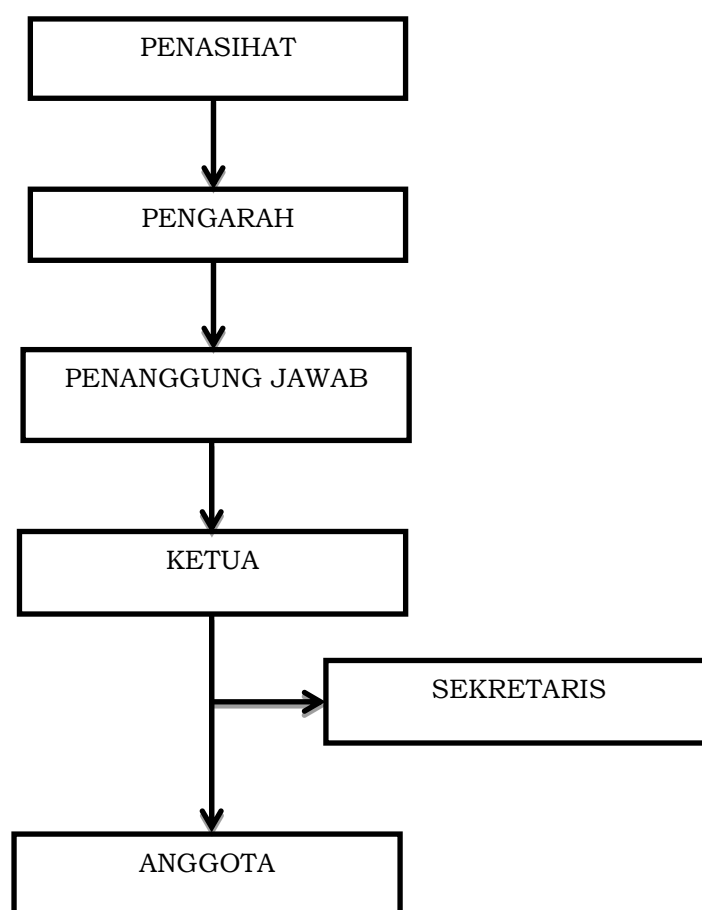 PENASIHAT
PENGARAH
PENANGGUNG JAWAB
KETUA
SEKRETARIS
ANGGOTA